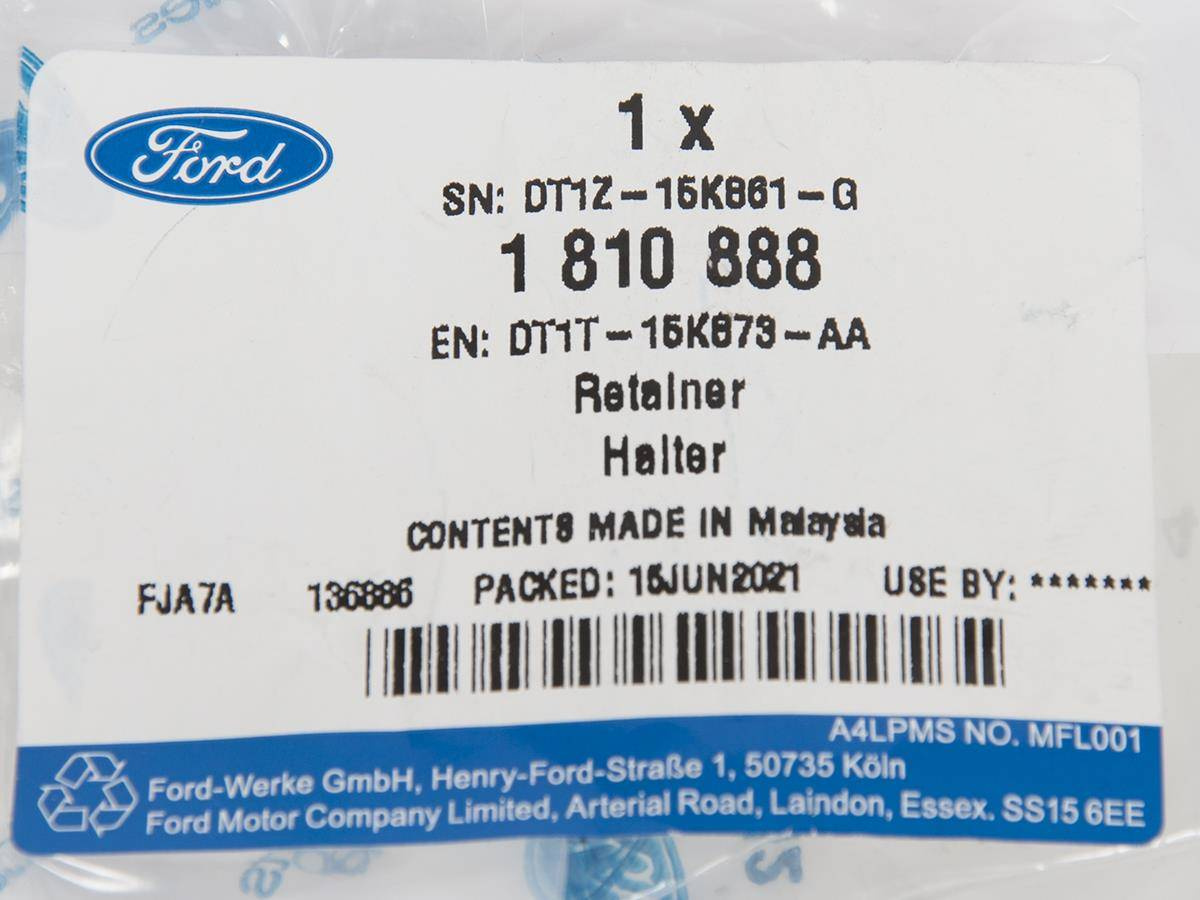 Ford
1 x
SN: DT1Z-15K861-G
1 810 888
EN: DT1T-15K873-AA
Retainer
Halter
CONTENTS MADE IN Malaysia
FJA7A 136886 PACKED: 15JUN2021 USE BY: *******
A4LPMS NO. MFL001
Ford-Werke GmbH, Henry-Ford-Straße 1, 50735 Köln
Ford Motor Company Limited, Arterial Road, Laindon, Essex. SS15 6EE